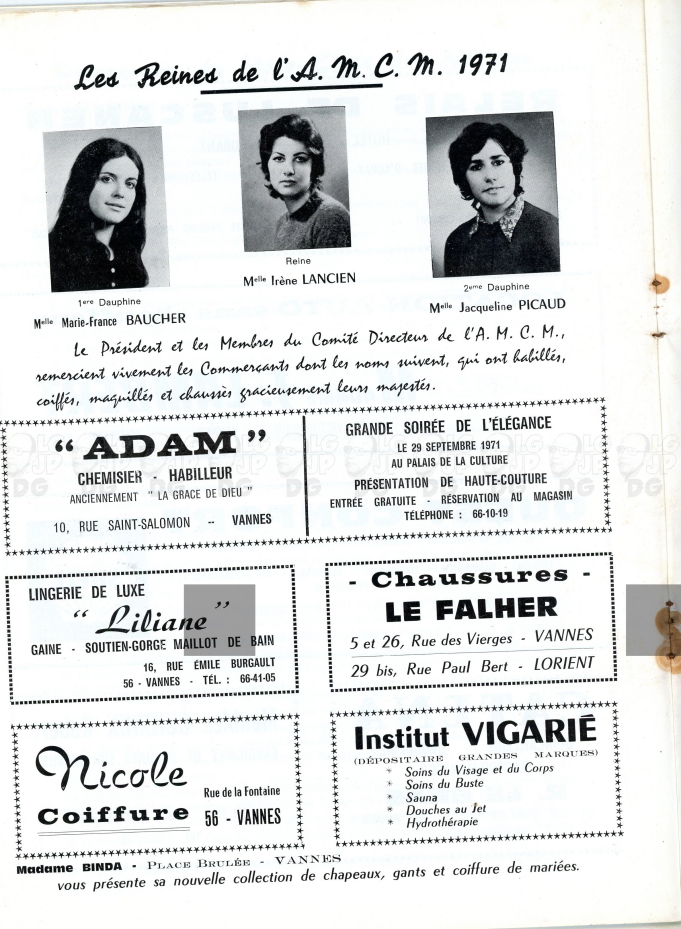 Les Reines de l'A. M. C. M. 1971
1ere Dauphine
Melle Marie-France BAUCHER
Reine
Melle Irène LANCIEN
2eme Dauphine
Melle Jacqueline PICAUD
Le Président et les Membres du Comité Directeur de l'A. M. C. M.,
remercient vivement les Commerçants dont les noms suivent, qui ont habillés,
coiffés, maquillés et chaussès gracieusement leurs majestés.
“ ADAM ”
CHEMISIER - HABILLEUR
ANCIENNEMENT “ LA GRACE DE DIEU ”
10, RUE SAINT-SALOMON -- VANNES
GRANDE SOIRÉE DE L'ÉLÉGANCE
LE 29 SEPTEMBRE 1971
AU PALAIS DE LA CULTURE
PRÉSENTATION DE HAUTE-COUTURE
ENTRÉE GRATUITE - RÉSERVATION AU MAGASIN
TÉLÉPHONE : 66-10-19
LINGERIE DE LUXE
“ Liliane ”
GAINE - SOUTIEN-GORGE MAILLOT DE BAIN
16, RUE ÉMILE BURGAULT
56 - VANNES - TÉL. : 66-41-05
- Chaussures -
LE FALHER
5 et 26, Rue des Vierges - VANNES
29 bis, Rue Paul Bert - LORIENT
Nicole
Coiffure
Rue de la Fontaine
56 - VANNES
Institut VIGARIÉ
(DÉPOSITAIRE GRANDES MARQUES)
* Soins du Visage et du Corps
* Soins du Buste
* Sauna
* Douches au Jet
* Hydrothérapie
Madame BINDA - PLACE BRULÉE - VANNES
vous présente sa nouvelle collection de chapeaux, gants et coiffure de mariées.